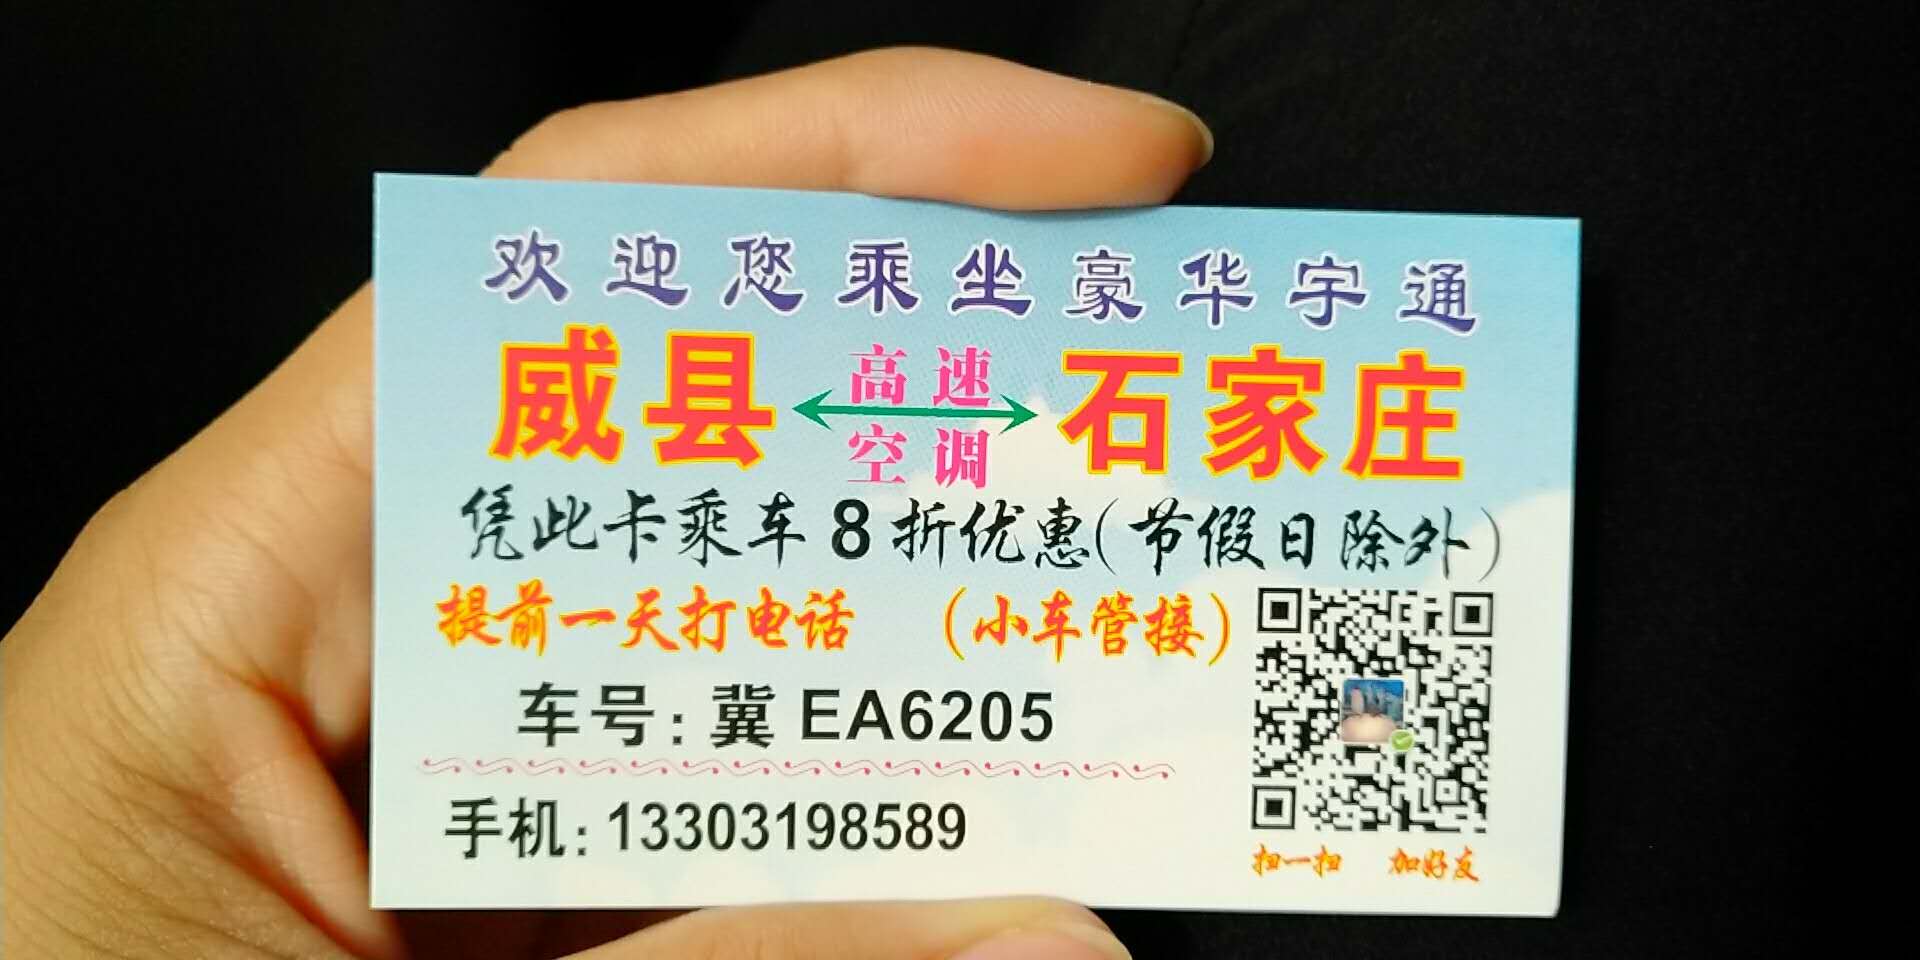 欢迎您乘坐豪华宇通
威县 高速 石家庄
空调
凭此卡乘车8折优惠(节假日除外)
提前一天打电话 (小车管接)
车号:冀EA6205
手机:13303198589
扫一扫 加好友